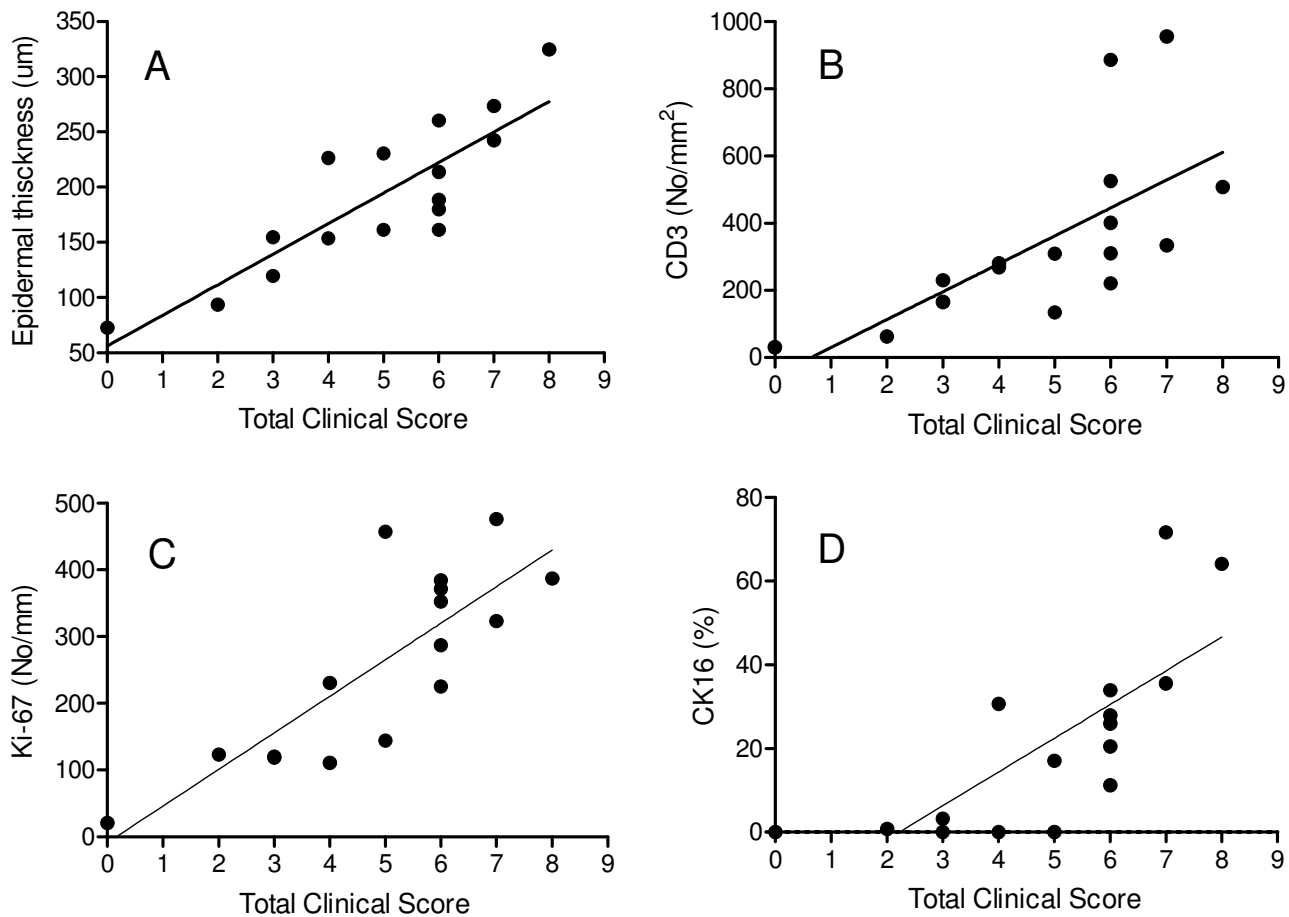 A
Epidermal thisckness (um)
350
300
250
200
150
100
50
0 1 2 3 4 5 6 7 8 9
Total Clinical Score
B
CD3 (No/mm²)
1000
800
600
400
200
0
0 1 2 3 4 5 6 7 8 9
Total Clinical Score
C
Ki-67 (No/mm)
500
400
300
200
100
0
0 1 2 3 4 5 6 7 8 9
Total Clinical Score
D
CK16 (%)
80
60
40
20
0
0 1 2 3 4 5 6 7 8 9
Total Clinical Score